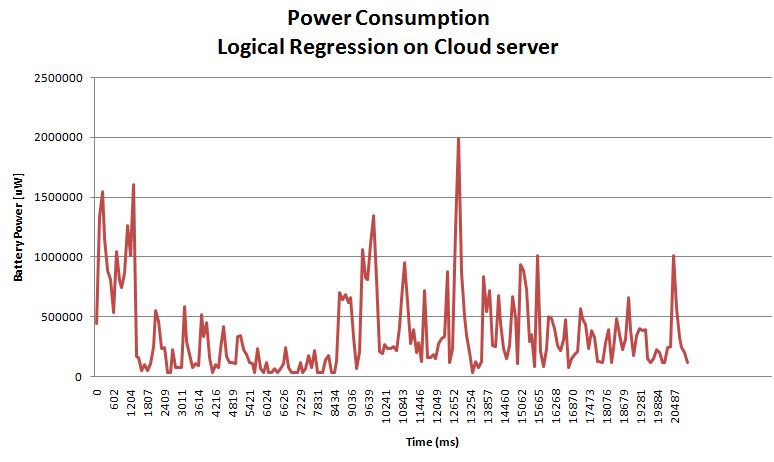 Power Consumption
Logical Regression on Cloud server
2500000
2000000
1500000
1000000
500000
0
Battery Power [uW]
0 602 1204 1807 2409 3011 3614 4216 4819 5421 6024 6626 7229 7831 8434 9036 9639 10241 10843 11446 12049 12652 13254 13857 14460 15062 15665 16268 16870 17473 18076 18679 19281 19884 20487
Time (ms)